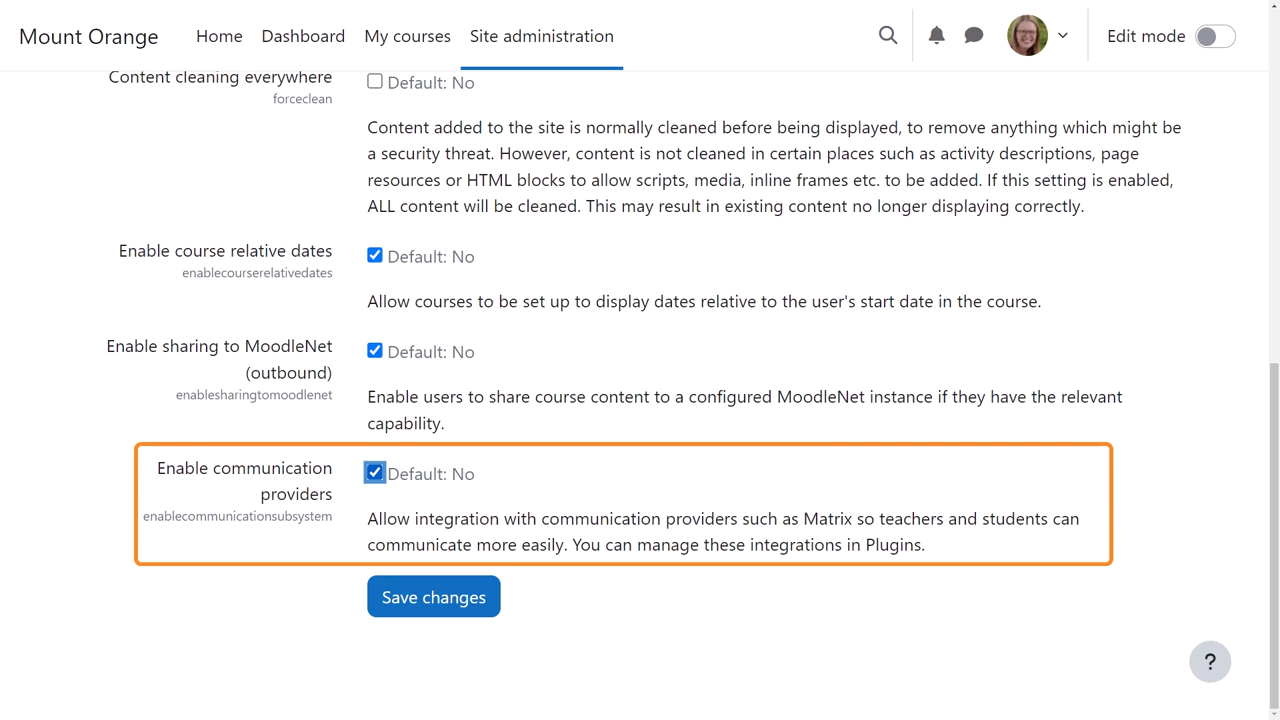 Mount Orange Home Dashboard My courses Site administration Edit mode
Content cleaning everywhere
forceclean
Default: No
Content added to the site is normally cleaned before being displayed, to remove anything which might be
a security threat. However, content is not cleaned in certain places such as activity descriptions, page
resources or HTML blocks to allow scripts, media, inline frames etc. to be added. If this setting is enabled,
ALL content will be cleaned. This may result in existing content no longer displaying correctly.
Enable course relative dates
enablecourserelativedates
Default: No
Allow courses to be set up to display dates relative to the user's start date in the course.
Enable sharing to MoodleNet
(outbound)
enablesharingtomoodlenet
Default: No
Enable users to share course content to a configured MoodleNet instance if they have the relevant
capability.
Enable communication
providers
enablecommunicationsubsystem
Default: No
Allow integration with communication providers such as Matrix so teachers and students can
communicate more easily. You can manage these integrations in Plugins.
Save changes
?